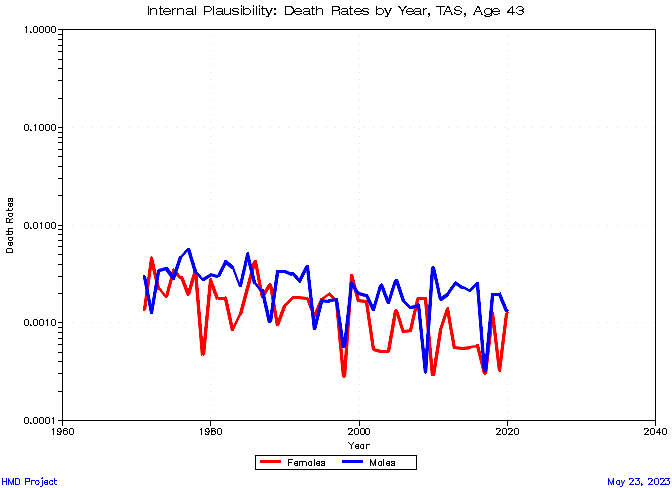 Internal Plausibility: Death Rates by Year, TAS, Age 43
1.0000
0.1000
0.0100
0.0010
0.0001
Death Rates
1960
1980
2000
2020
2040
Year
Females
Males
HMD Project
May 23, 2023